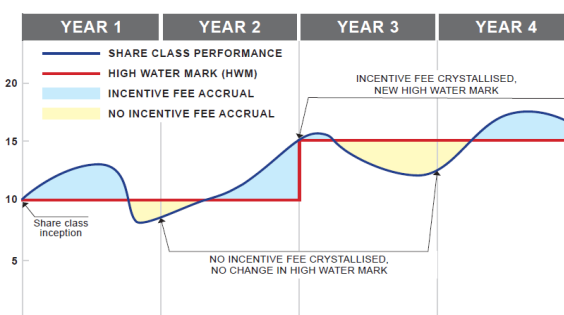 YEAR 1 YEAR 2 YEAR 3 YEAR 4
SHARE CLASS PERFORMANCE
HIGH WATER MARK (HWM)
INCENTIVE FEE ACCRUAL
NO INCENTIVE FEE ACCRUAL
INCENTIVE FEE CRYSTALLISED,
NEW HIGH WATER MARK
20
15
10
5
Share class
inception
NO INCENTIVE FEE CRYSTALLISED,
NO CHANGE IN HIGH WATER MARK